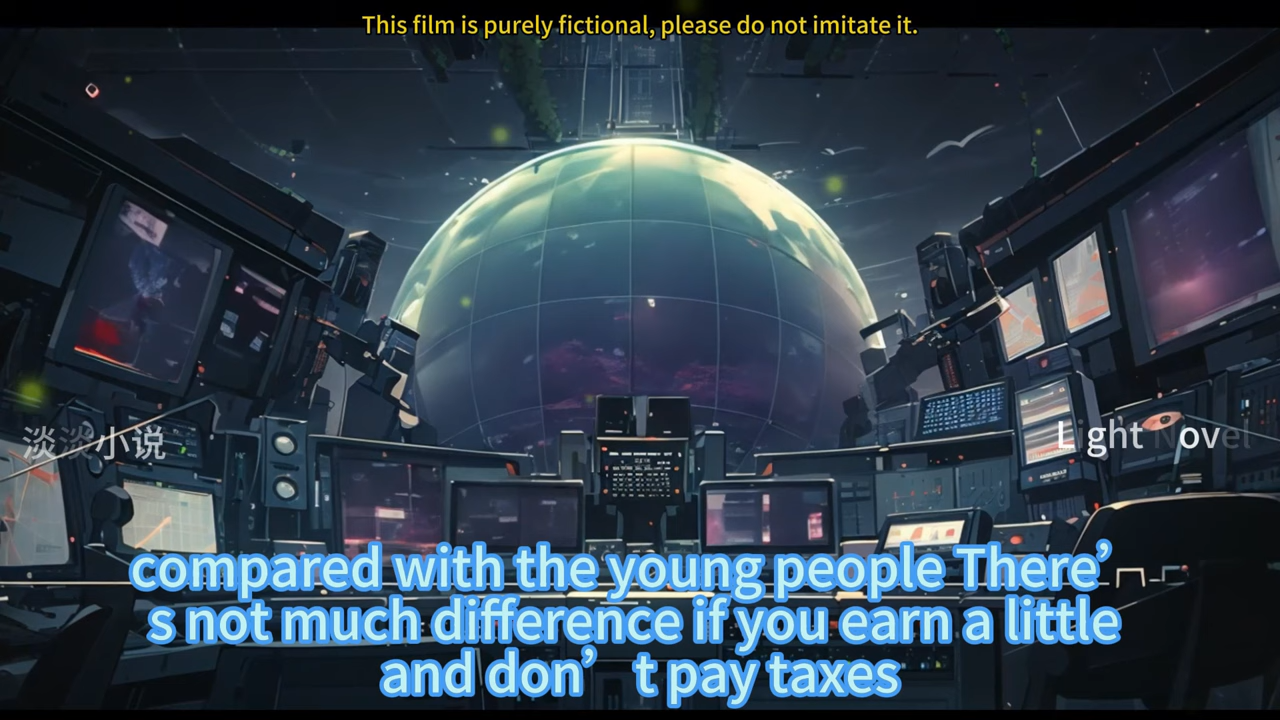 This film is purely fictional, please do not imitate it.
淡淡小说
Light Novel
compared with the young people There’
s not much difference if you earn a little
and don’ t pay taxes